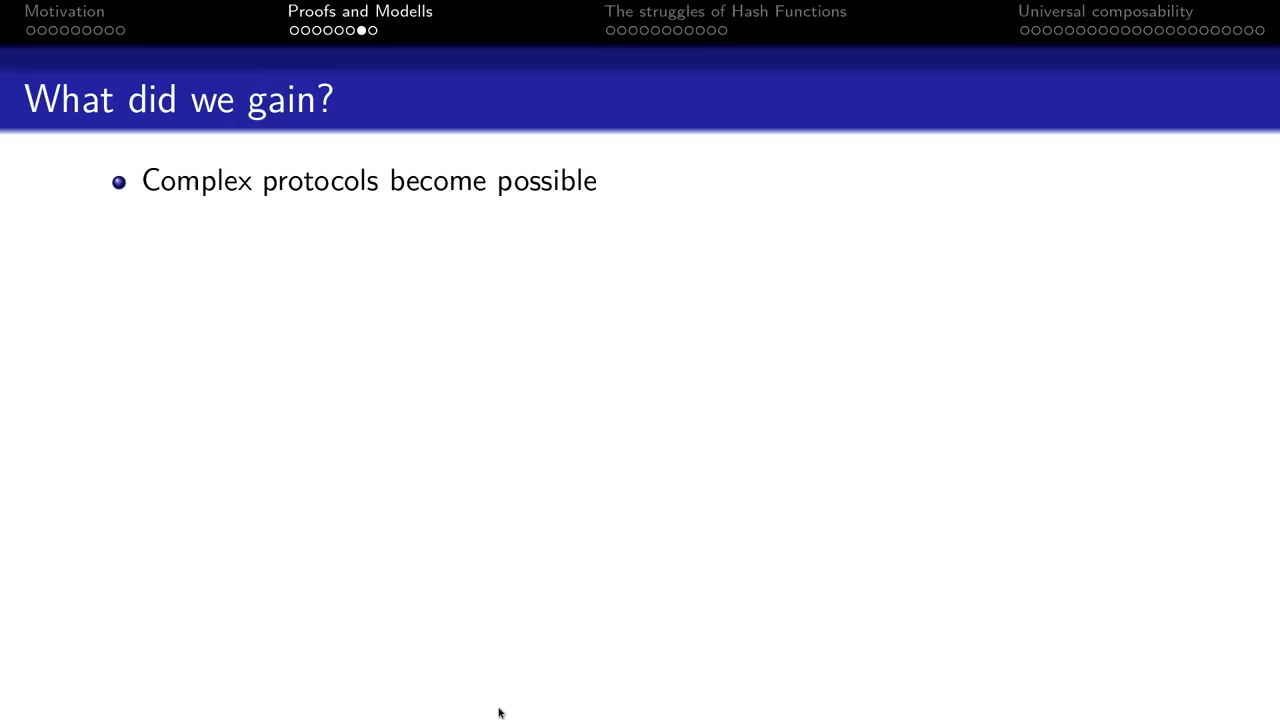 Motivation
Proofs and Modells
The struggles of Hash Functions
Universal composability
What did we gain?
Complex protocols become possible